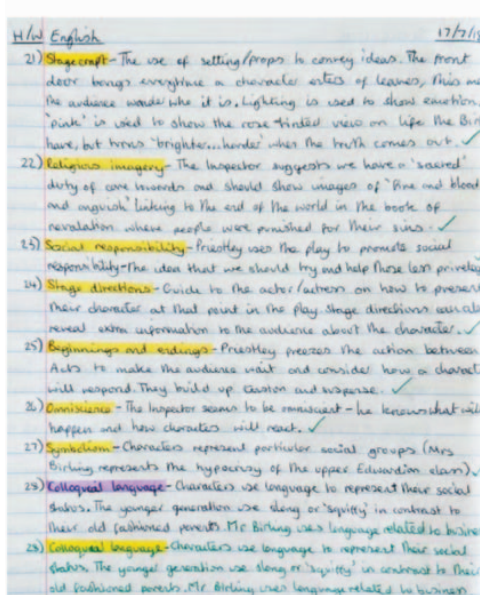 H/W English 17/7/19
21) Stagecraft - The use of setting/props to convey ideas. The front
door bangs everytime a character enters of leaves, this
the audience wonder who it is. Lighting is used to show emotion.
'pink' is used to show the rose tinted view on life the Bir
have, but turns 'brighter...harder' when the truth comes out. ✓
22) Religious imagery - The Inspector suggests we have a 'sacred'
duty of care towards and should show images of 'fire and blood
and anguish' linking to the end of the world in the book of
revalation where people were punished for their sins. ✓
23) Social responsibility - Priestley uses the play to promote social
responsibility - the idea that we should try and help those less privele
24) Stage directions - Guide to the actor/actress on how to present
their character at that point in the play. Stage directions can al
reveal extra information to the audience about the character. ✓
25) Beginnings and endings - Priestley freezes the action between
Acts to make the audience wait and consider how a charact
will respond. They build up tension and suspense. ✓
26) Omniscience - The Inspector seems to be omniscient - he knows what will
happen and how characters will react. ✓
27) Symbolism - Characters represent particular social groups (Mrs
Birling represents the hypocrisy of the upper Edwardian class) ✓
28) Colloqueal language - Characters use language to represent their social
status. The younger generation use slang or 'squiffy' in contrast to
their old fashioned parents. Mr Birling uses language related to busine
28) Colloqueal language - Characters use language to represent their social
status. The younger generation use slang or 'squiffy' in contrast to their
old fashioned parents. Mr Birling uses language related to business